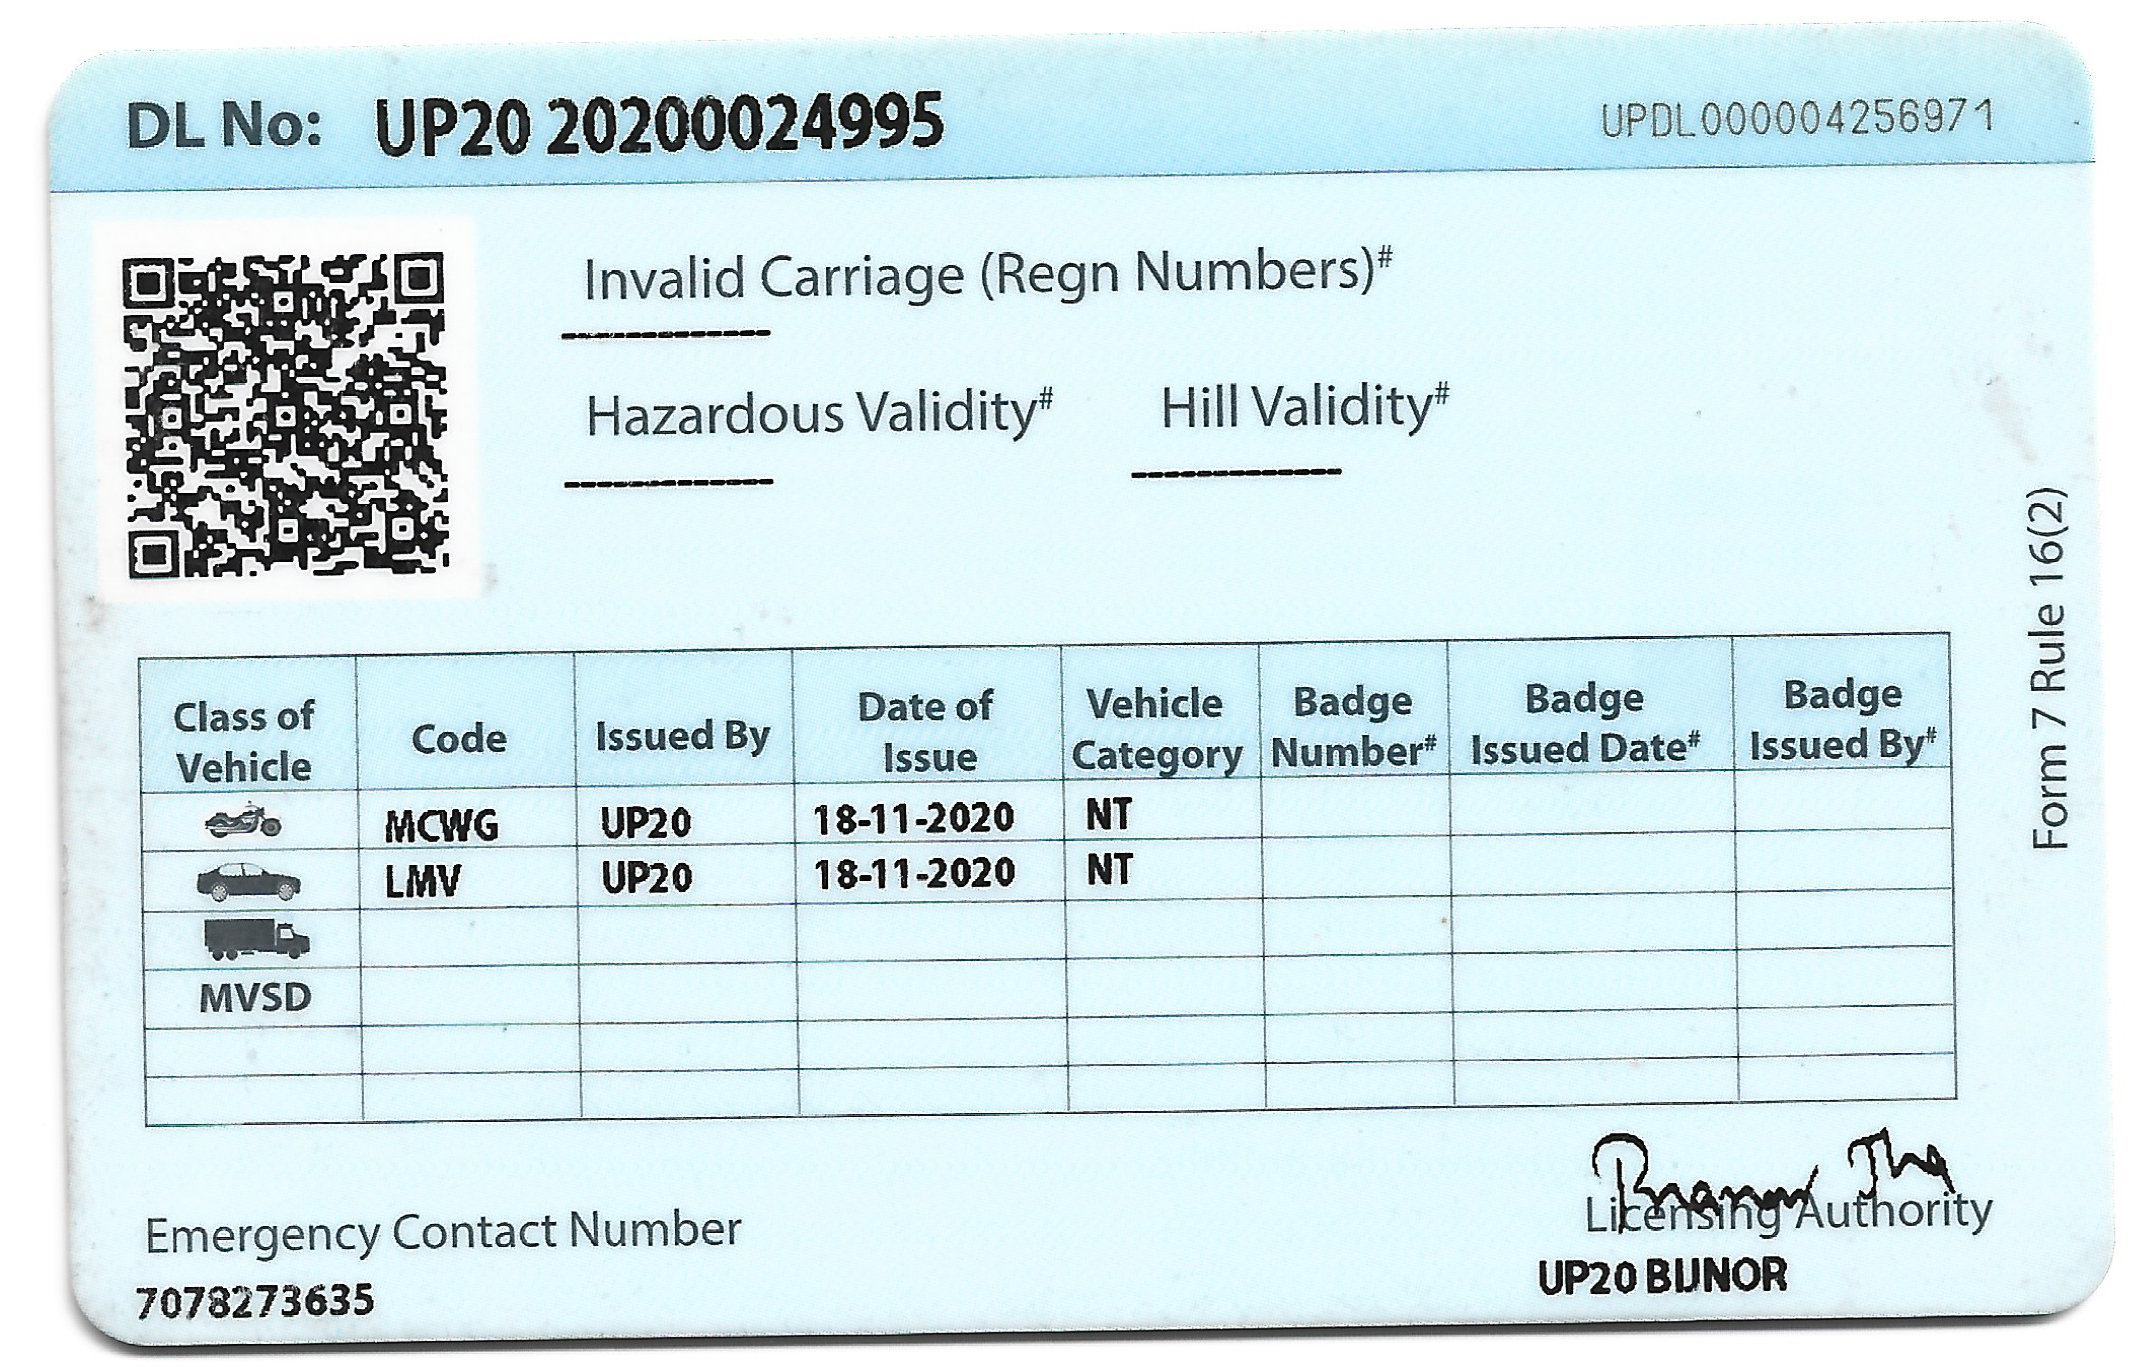 DL No: UP20 20200024995
UPDL000004256971
Invalid Carriage (Regn Numbers)#
Hazardous Validity# Hill Validity#
Form 7 Rule 16(2)
Class of Vehicle Code Issued By Date of Issue Vehicle Category Badge Number# Badge Issued Date# Badge Issued By#
MCWG UP20 18-11-2020 NT
LMV UP20 18-11-2020 NT
MVSD
Emergency Contact Number
7078273635
Licensing Authority
UP20 BIJNOR